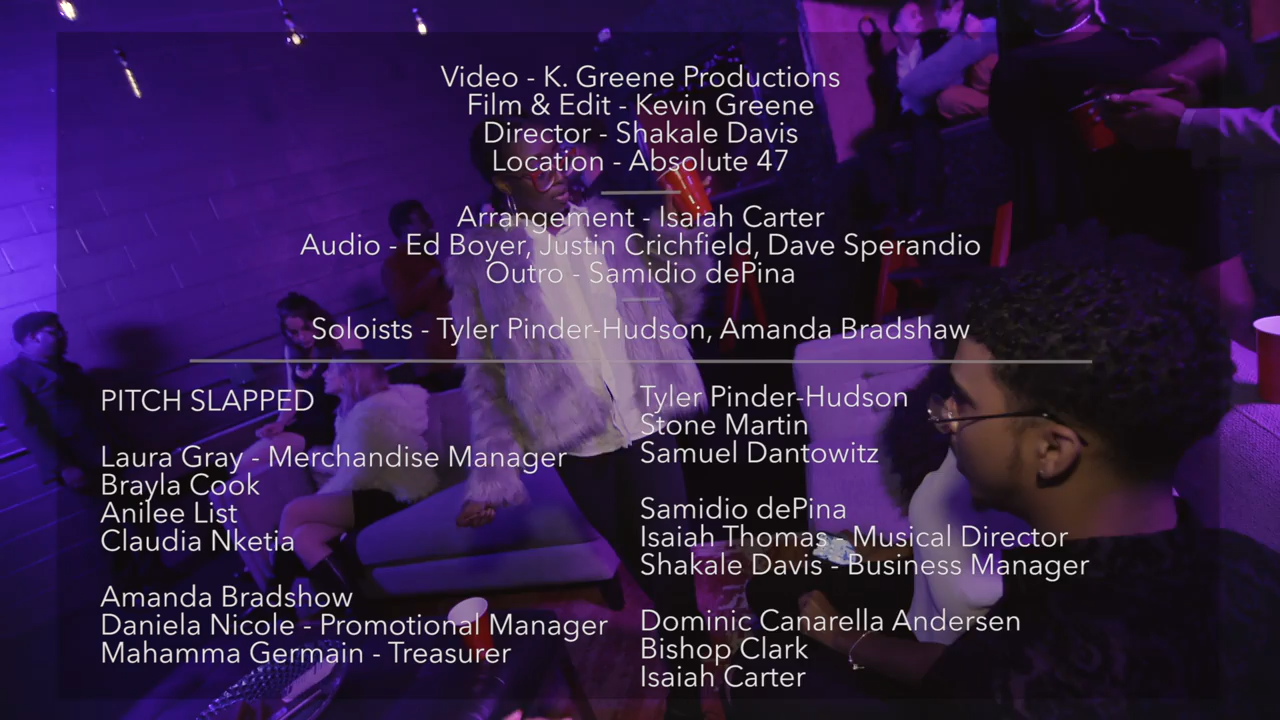 Video - K. Greene Productions
Film & Edit - Kevin Greene
Director - Shakale Davis
Location - Absolute 47
Arrangement - Isaiah Carter
Audio - Ed Boyer, Justin Crichfield, Dave Sperandio
Outro - Samidio dePina
Soloists - Tyler Pinder-Hudson, Amanda Bradshaw
PITCH SLAPPED
Laura Gray - Merchandise Manager
Brayla Cook
Anilee List
Claudia Nketia
Amanda Bradshow
Daniela Nicole - Promotional Manager
Mahamma Germain - Treasurer
Tyler Pinder-Hudson
Stone Martin
Samuel Dantowitz
Samidio dePina
Isaiah Thomas - Musical Director
Shakale Davis - Business Manager
Dominic Canarella Andersen
Bishop Clark
Isaiah Carter